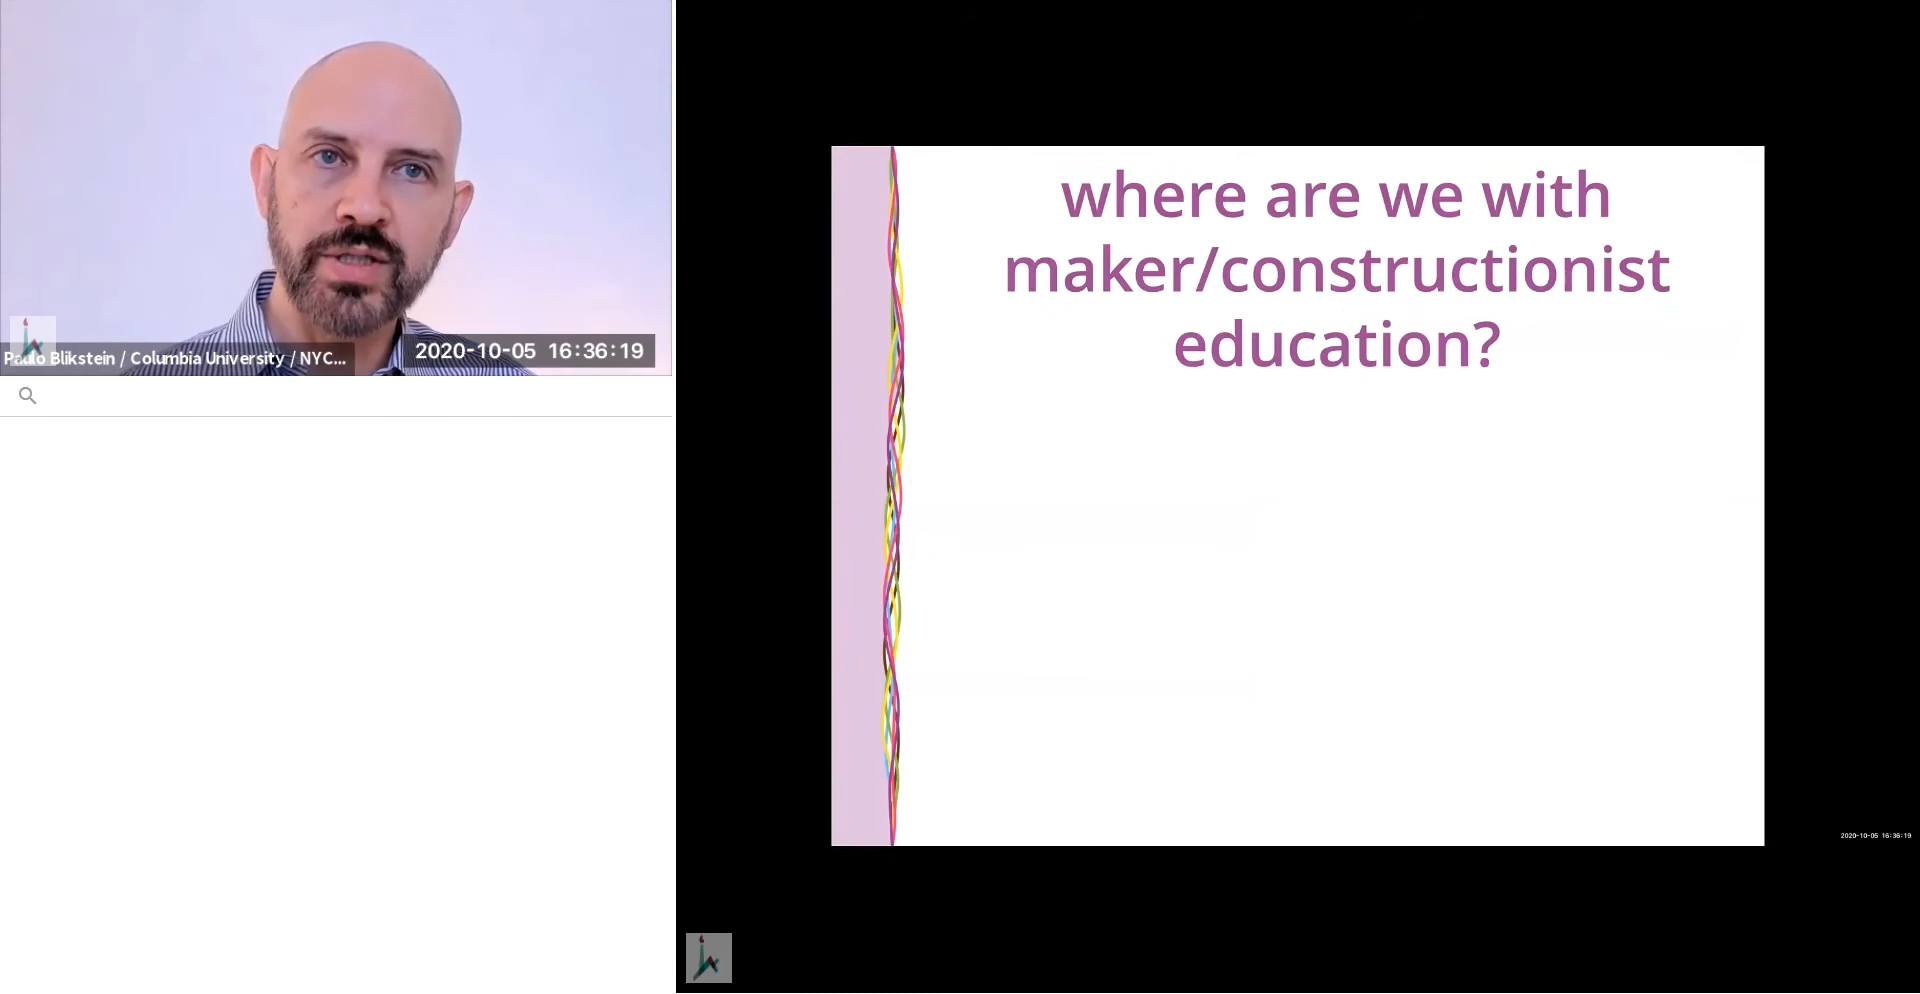 Paulo Blikstein / Columbia University / NYC...
2020-10-05 16:36:19
where are we with
maker/constructionist
education?
2020-10-05 16:36:19